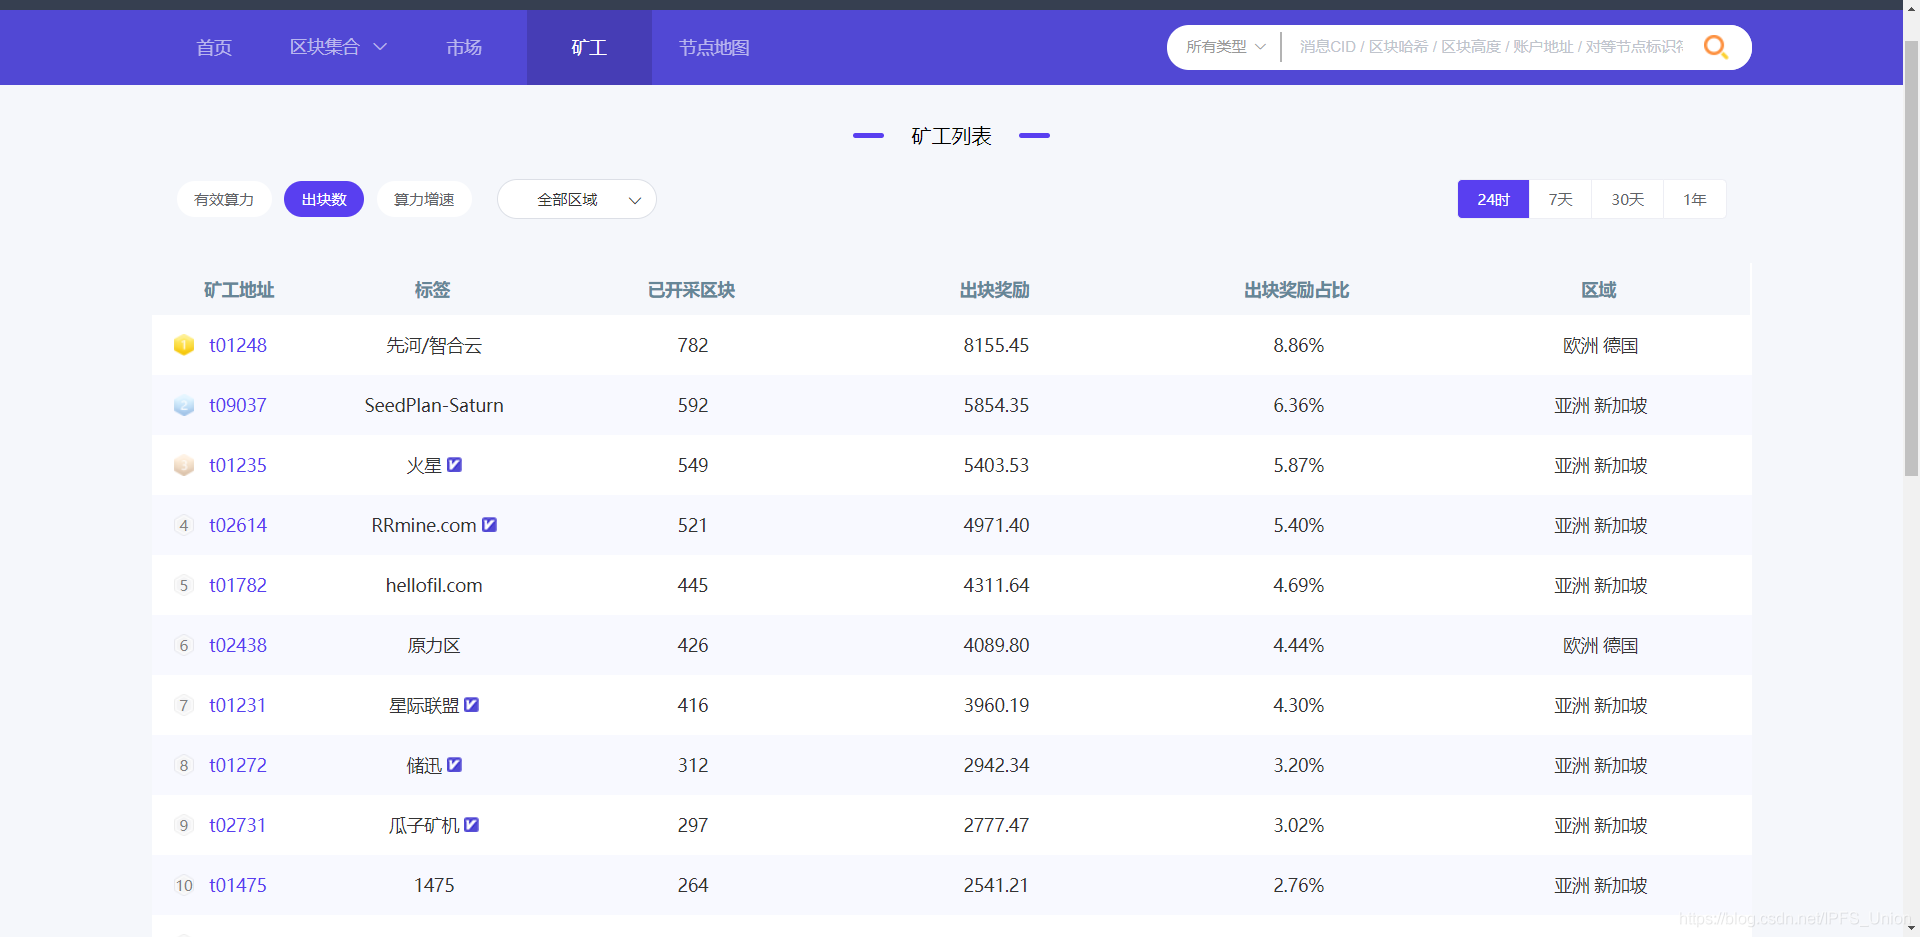 首页 区块集合 市场 矿工 节点地图 所有类型 消息CID / 区块哈希 / 区块高度 / 账户地址 / 对等节点标识符
矿工列表
有效算力 出块数 算力增速 全部区域 24时 7天 30天 1年
矿工地址 标签 已开采区块 出块奖励 出块奖励占比 区域
1 t01248 先河/智合云 782 8155.45 8.86% 欧洲 德国
2 t09037 SeedPlan-Saturn 592 5854.35 6.36% 亚洲 新加坡
3 t01235 火星 549 5403.53 5.87% 亚洲 新加坡
4 t02614 RRmine.com 521 4971.40 5.40% 亚洲 新加坡
5 t01782 hellofil.com 445 4311.64 4.69% 亚洲 新加坡
6 t02438 原力区 426 4089.80 4.44% 欧洲 德国
7 t01231 星际联盟 416 3960.19 4.30% 亚洲 新加坡
8 t01272 储迅 312 2942.34 3.20% 亚洲 新加坡
9 t02731 瓜子矿机 297 2777.47 3.02% 亚洲 新加坡
10 t01475 1475 264 2541.21 2.76% 亚洲 新加坡
https://blog.csdn.net/IPFS_Union